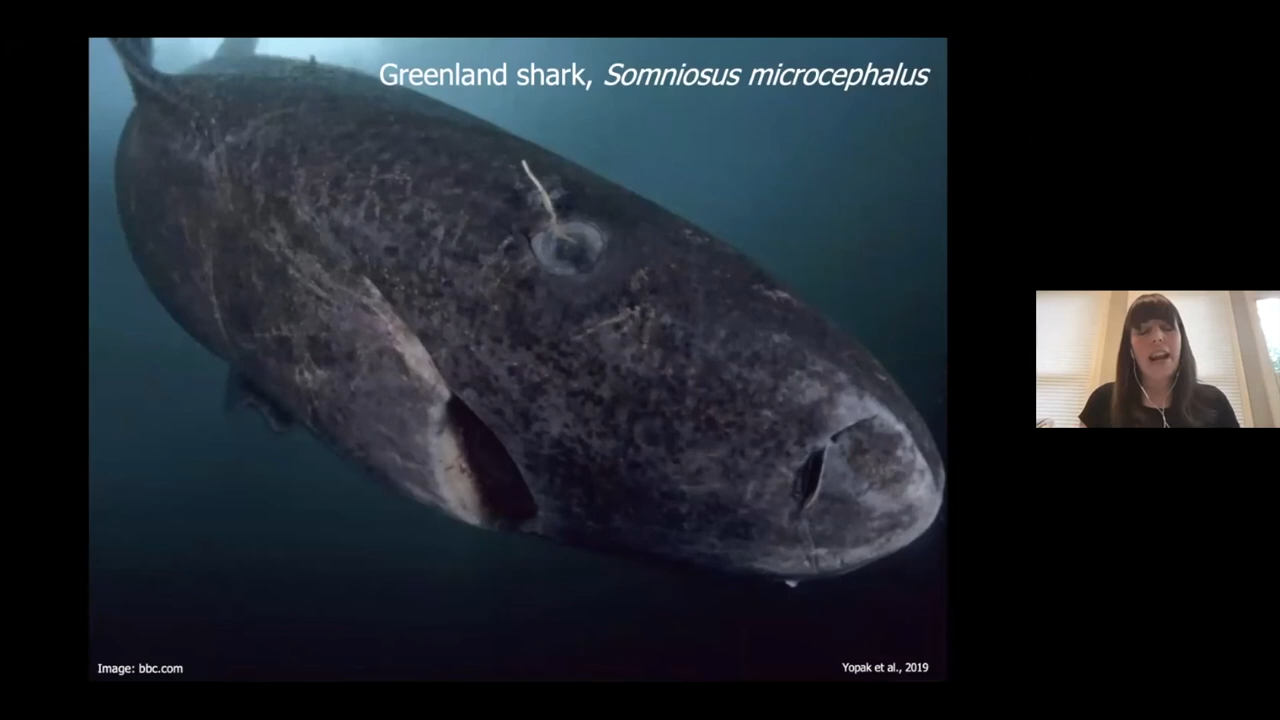 Greenland shark, Somniosus microcephalus
Image: bbc.com
Yopak et al., 2019